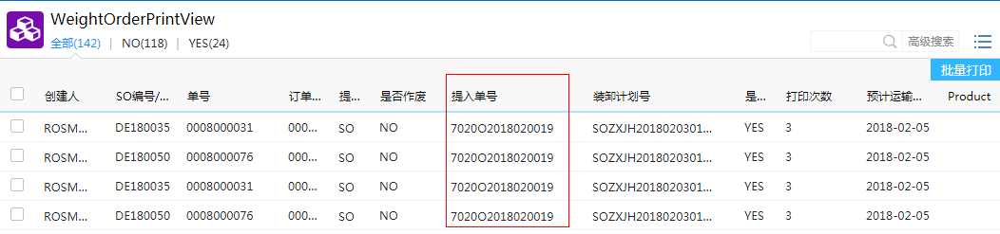 WeightOrderPrintView
全部(142) | NO(118) | YES(24)
高级搜索
批量打印
创建人 SO编号/... 单号 订单... 提... 是否作废 提入单号 装卸计划号 是... 打印次数 预计运输... Product
ROSM... DE180035 0008000031 000... SO NO 7020O2018020019 SOZXJH2018020301... YES 3 2018-02-05
ROSM... DE180050 0008000076 000... SO NO 7020O2018020019 SOZXJH2018020301... YES 3 2018-02-05
ROSM... DE180035 0008000031 000... SO NO 7020O2018020019 SOZXJH2018020301... YES 3 2018-02-05
ROSM... DE180050 0008000076 000... SO NO 7020O2018020019 SOZXJH2018020301... YES 3 2018-02-05